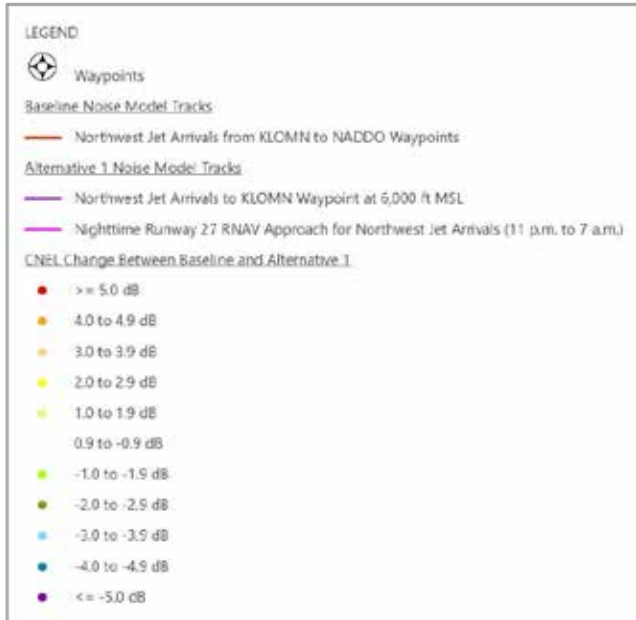 LEGEND
Waypoints
Baseline Noise Model Tracks
Northwest Jet Arrivals from KLOMN to NADDO Waypoints
Alternative 1 Noise Model Tracks
Northwest Jet Arrivals to KLOMN Waypoint at 6,000 ft MSL
Nighttime Runway 27 RNAV Approach for Northwest Jet Arrivals (11 p.m. to 7 a.m.)
CNEL Change Between Baseline and Alternative 1
>= 5.0 dB
4.0 to 4.9 dB
3.0 to 3.9 dB
2.0 to 2.9 dB
1.0 to 1.9 dB
0.9 to -0.9 dB
-1.0 to -1.9 dB
-2.0 to -2.9 dB
-3.0 to -3.9 dB
-4.0 to -4.9 dB
<= -5.0 dB